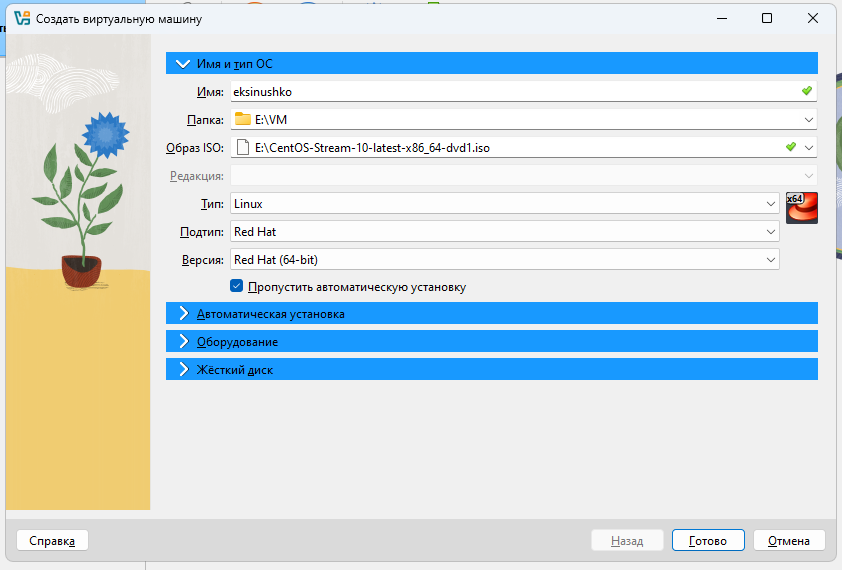 Создать виртуальную машину
Имя и тип ОС
Имя: eksinushko
Папка: E:\VM
Образ ISO: E:\CentOS-Stream-10-latest-x86_64-dvd1.iso
Редакция:
Тип: Linux
x64
Подтип: Red Hat
Версия: Red Hat (64-bit)
Пропустить автоматическую установку
Автоматическая установка
Оборудование
Жёсткий диск
Справка Назад Готово Отмена